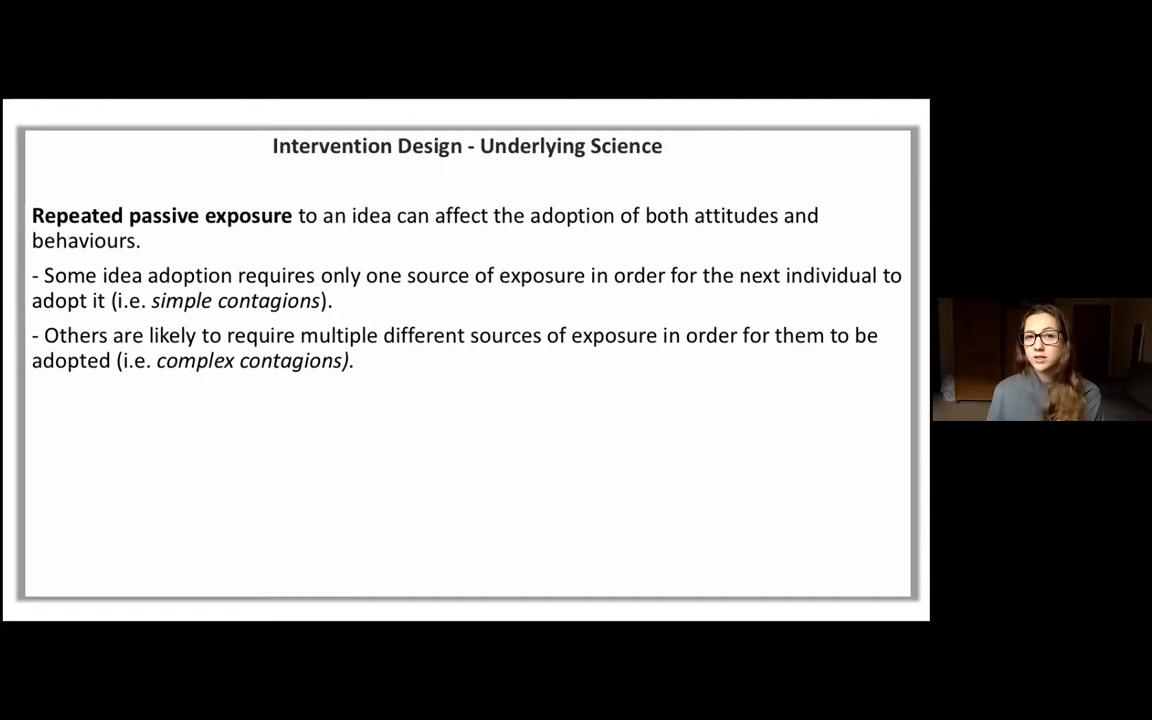 Intervention Design - Underlying Science
Repeated passive exposure to an idea can affect the adoption of both attitudes and
behaviours.
- Some idea adoption requires only one source of exposure in order for the next individual to
adopt it (i.e. simple contagions).
- Others are likely to require multiple different sources of exposure in order for them to be
adopted (i.e. complex contagions).